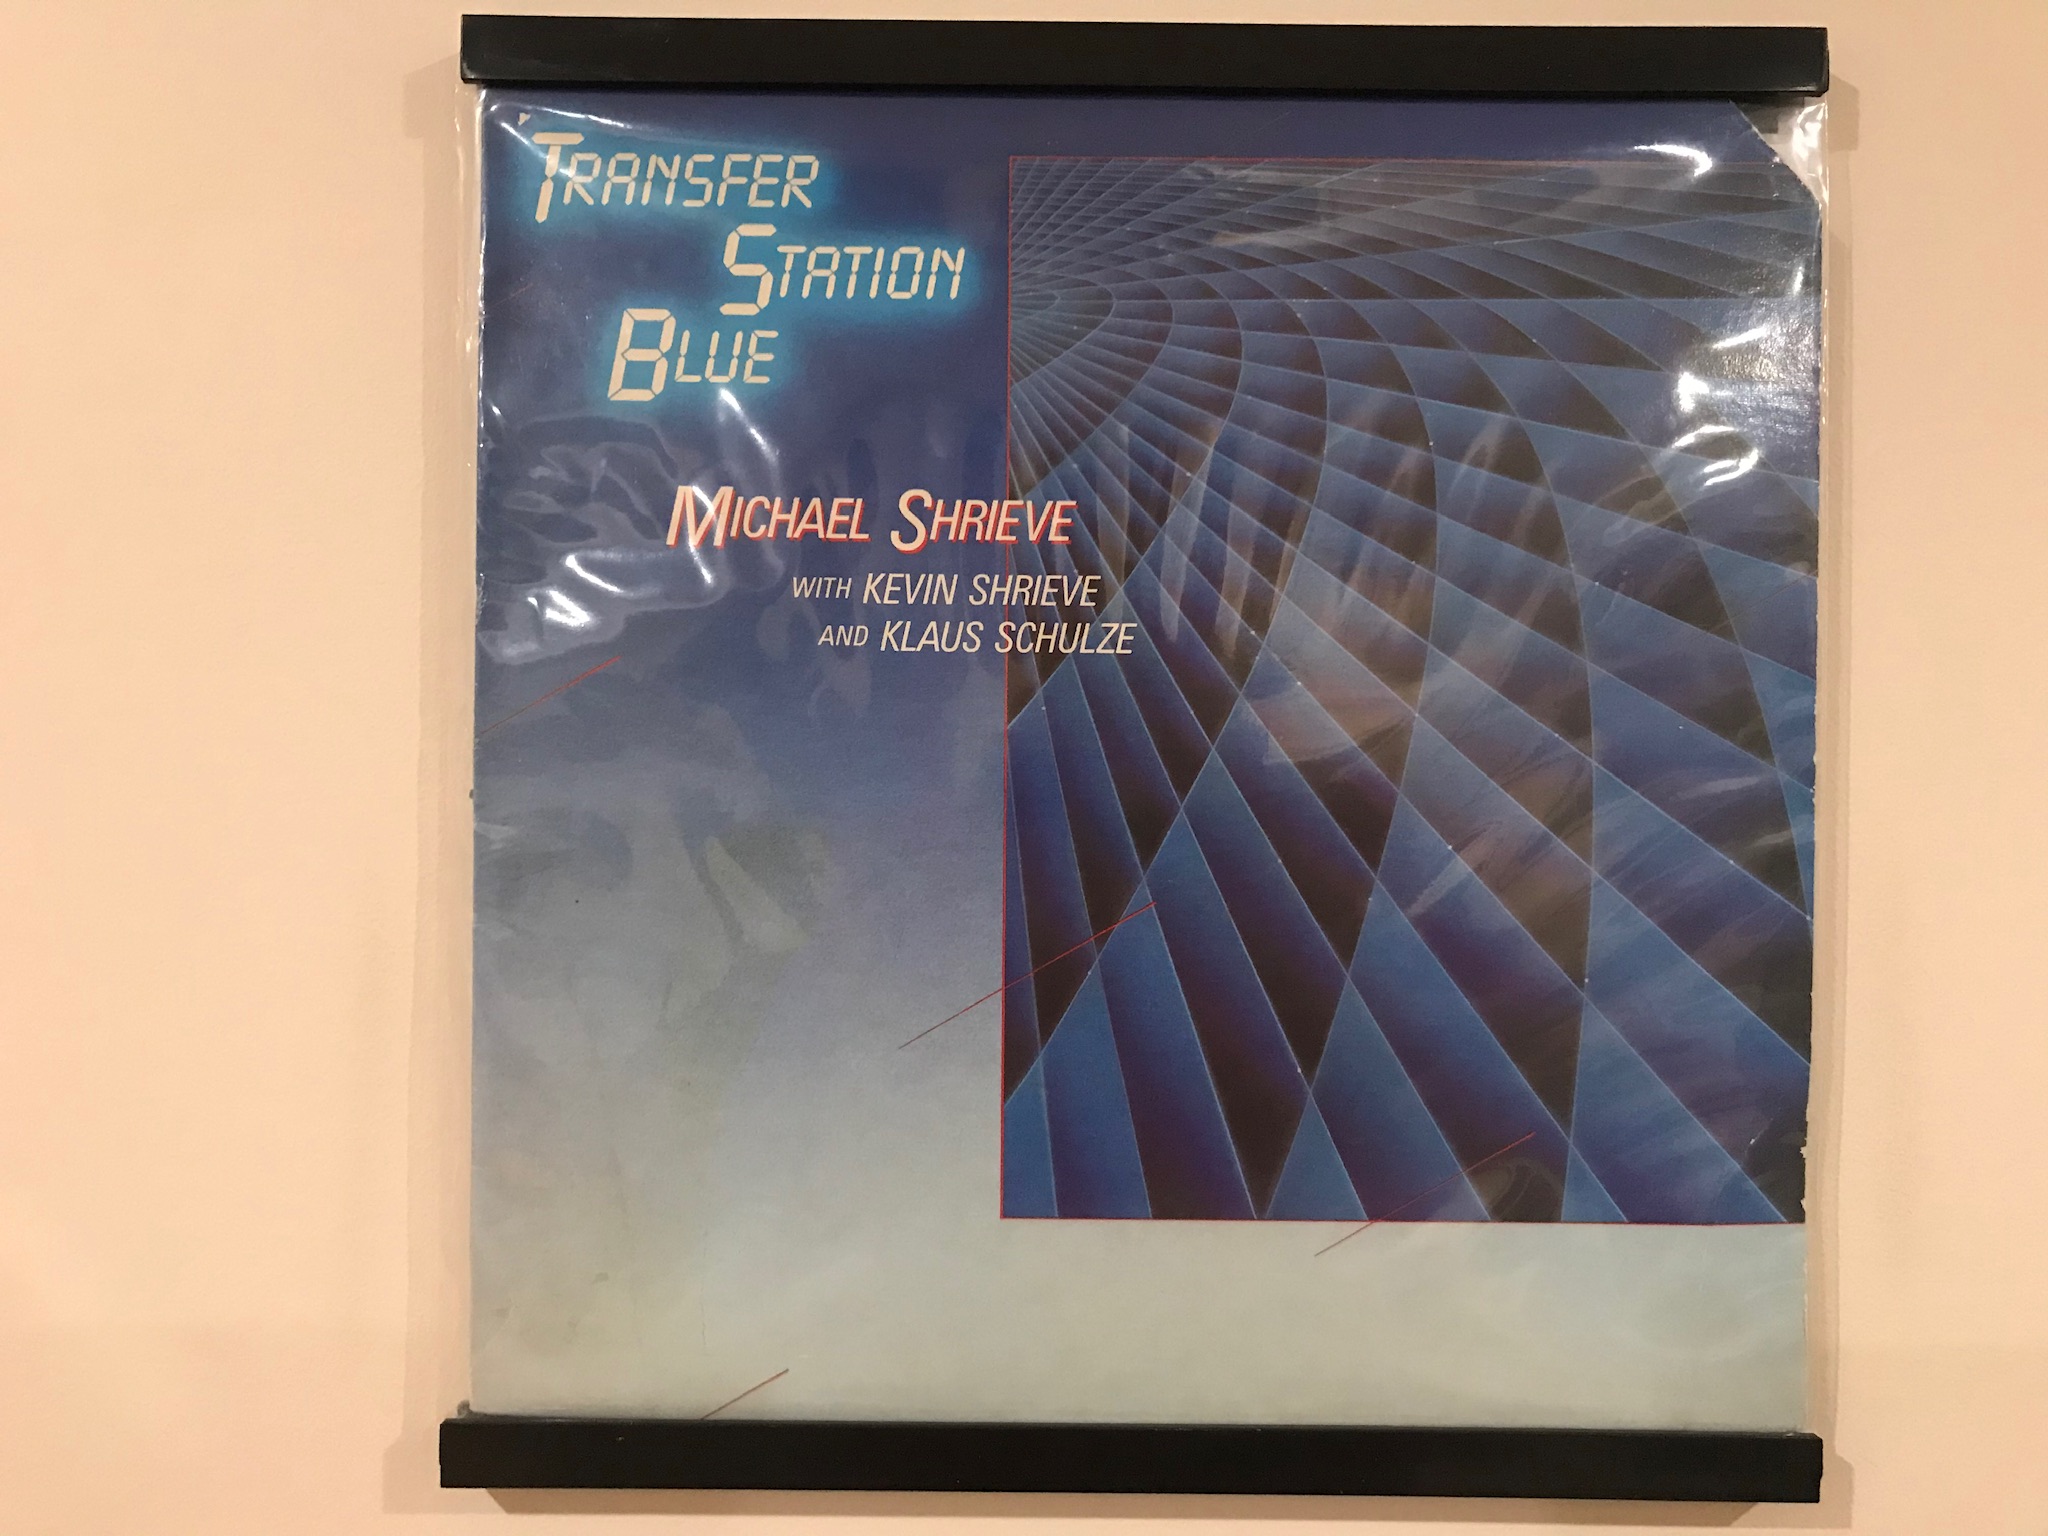 TRANSFER
STATION
BLUE
MICHAEL SHRIEVE
WITH KEVIN SHRIEVE
AND KLAUS SCHULZE